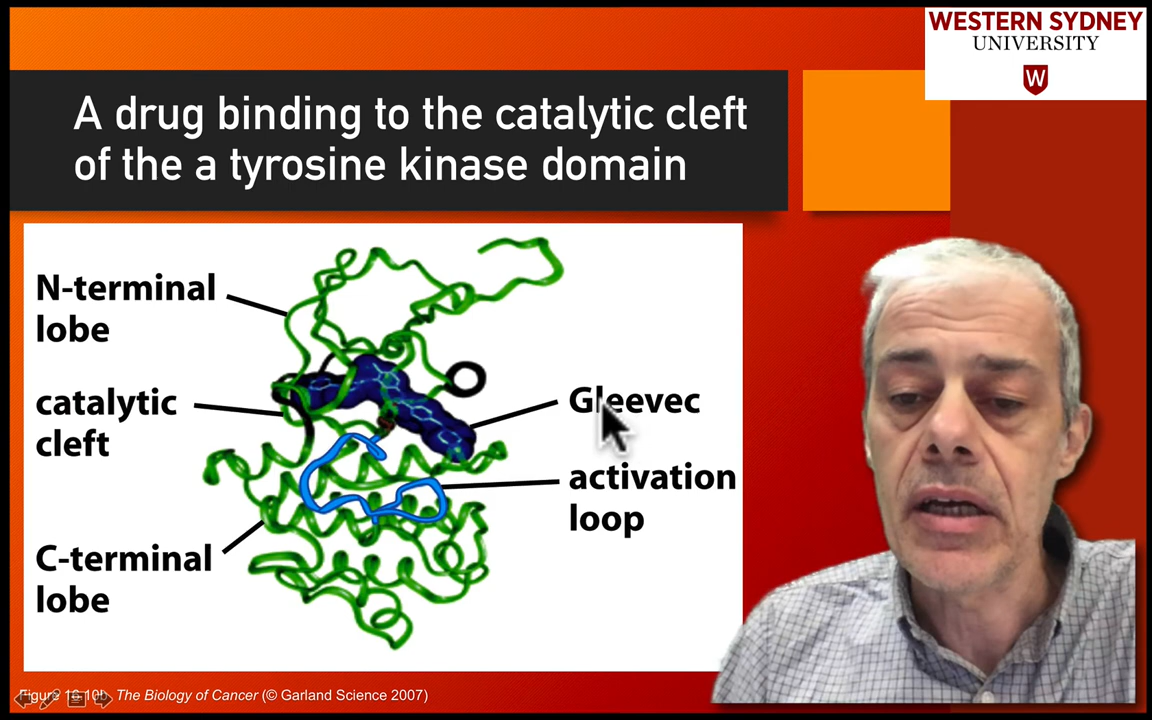 WESTERN SYDNEY
UNIVERSITY
W
A drug binding to the catalytic cleft
of the a tyrosine kinase domain
N-terminal
lobe
catalytic
cleft
Gleevec
activation
loop
C-terminal
lobe
Figure The Biology of Cancer (© Garland Science 2007)